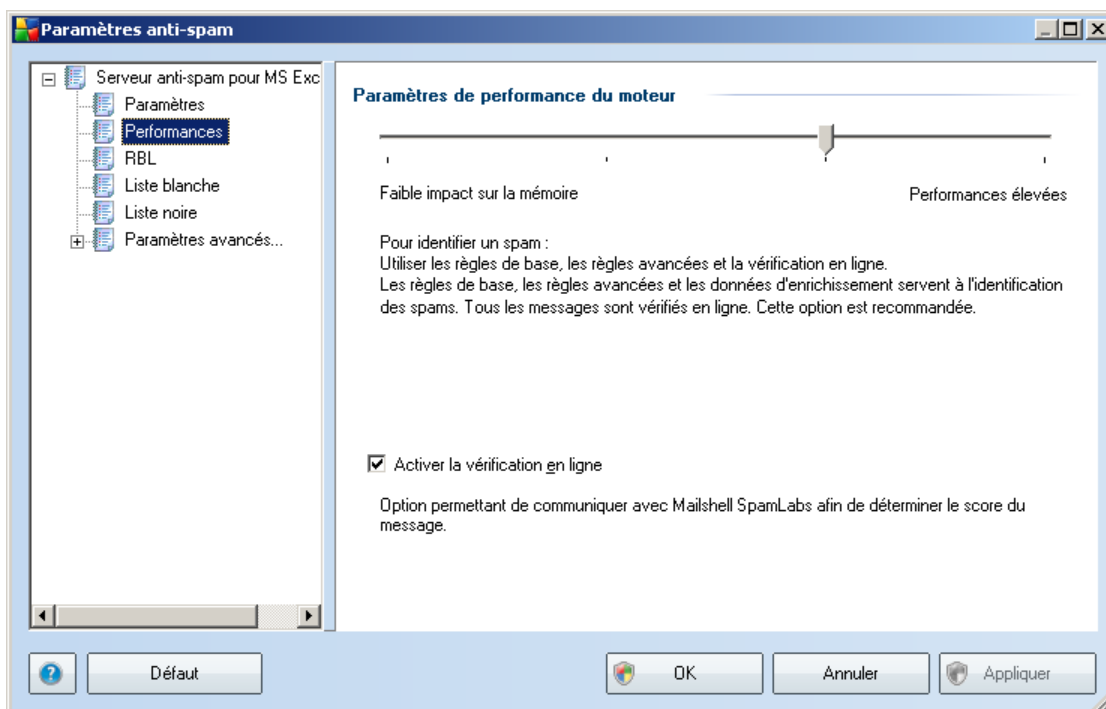 Paramètres anti-spam
Serveur anti-spam pour MS Exc
Paramètres
Performances
RBL
Liste blanche
Liste noire
Paramètres avancés...
Paramètres de performance du moteur
Faible impact sur la mémoire
Performances élevées
Pour identifier un spam :
Utiliser les règles de base, les règles avancées et la vérification en ligne.
Les règles de base, les règles avancées et les données d'enrichissement servent à l'identification
des spams. Tous les messages sont vérifiés en ligne. Cette option est recommandée.
Activer la vérification en ligne
Option permettant de communiquer avec Mailshell SpamLabs afin de déterminer le score du
message.
Défaut
OK
Annuler
Appliquer